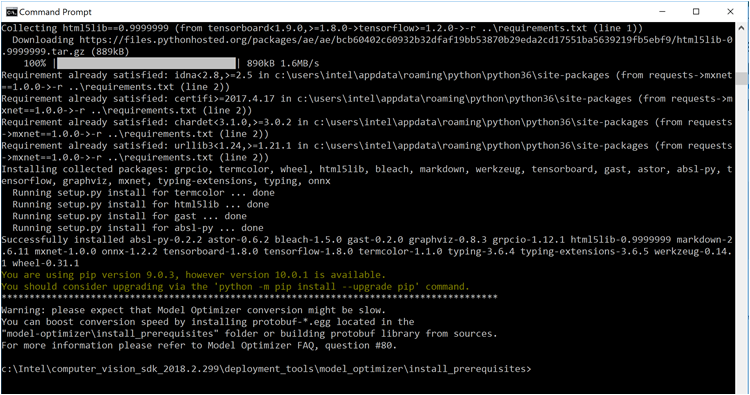 Command Prompt
Collecting html5lib==0.9999999 (from tensorboard<1.9.0,>=1.8.0->tensorflow>=1.2.0->-r ..\requirements.txt (line 1))
Downloading https://files.pythonhosted.org/packages/ae/ae/bcb60402c60932b32dfaf19bb53870b29eda2cd17551ba5639219fb5ebf9/html5lib-0
.9999999.tar.gz (889kB)
100% |████████████████████████████████| 890kB 1.6MB/s
Requirement already satisfied: idna<2.8,>=2.5 in c:\users\intel\appdata\roaming\python\python36\site-packages (from requests->mxnet
==1.0.0->-r ..\requirements.txt (line 2))
Requirement already satisfied: certifi>=2017.4.17 in c:\users\intel\appdata\roaming\python\python36\site-packages (from requests->m
xnet==1.0.0->-r ..\requirements.txt (line 2))
Requirement already satisfied: chardet<3.1.0,>=3.0.2 in c:\users\intel\appdata\roaming\python\python36\site-packages (from requests
->mxnet==1.0.0->-r ..\requirements.txt (line 2))
Requirement already satisfied: urllib3<1.24,>=1.21.1 in c:\users\intel\appdata\roaming\python\python36\site-packages (from requests
->mxnet==1.0.0->-r ..\requirements.txt (line 2))
Installing collected packages: grpcio, termcolor, wheel, html5lib, bleach, markdown, werkzeug, tensorboard, gast, astor, absl-py, t
ensorflow, graphviz, mxnet, typing-extensions, typing, onnx
Running setup.py install for termcolor ... done
Running setup.py install for html5lib ... done
Running setup.py install for gast ... done
Running setup.py install for absl-py ... done
Successfully installed absl-py-0.2.2 astor-0.6.2 bleach-1.5.0 gast-0.2.0 graphviz-0.8.3 grpcio-1.12.1 html5lib-0.9999999 markdown-2
.6.11 mxnet-1.0.0 onnx-1.2.2 tensorboard-1.8.0 tensorflow-1.8.0 termcolor-1.1.0 typing-3.6.4 typing-extensions-3.6.5 werkzeug-0.14.
1 wheel-0.31.1
You are using pip version 9.0.3, however version 10.0.1 is available.
You should consider upgrading via the 'python -m pip install --upgrade pip' command.
*****************************************************************************************
Warning: please expect that Model Optimizer conversion might be slow.
You can boost conversion speed by installing protobuf-*.egg located in the
"model-optimizer\install_prerequisites" folder or building protobuf library from sources.
For more information please refer to Model Optimizer FAQ, question #80.
c:\Intel\computer_vision_sdk_2018.2.299\deployment_tools\model_optimizer\install_prerequisites>